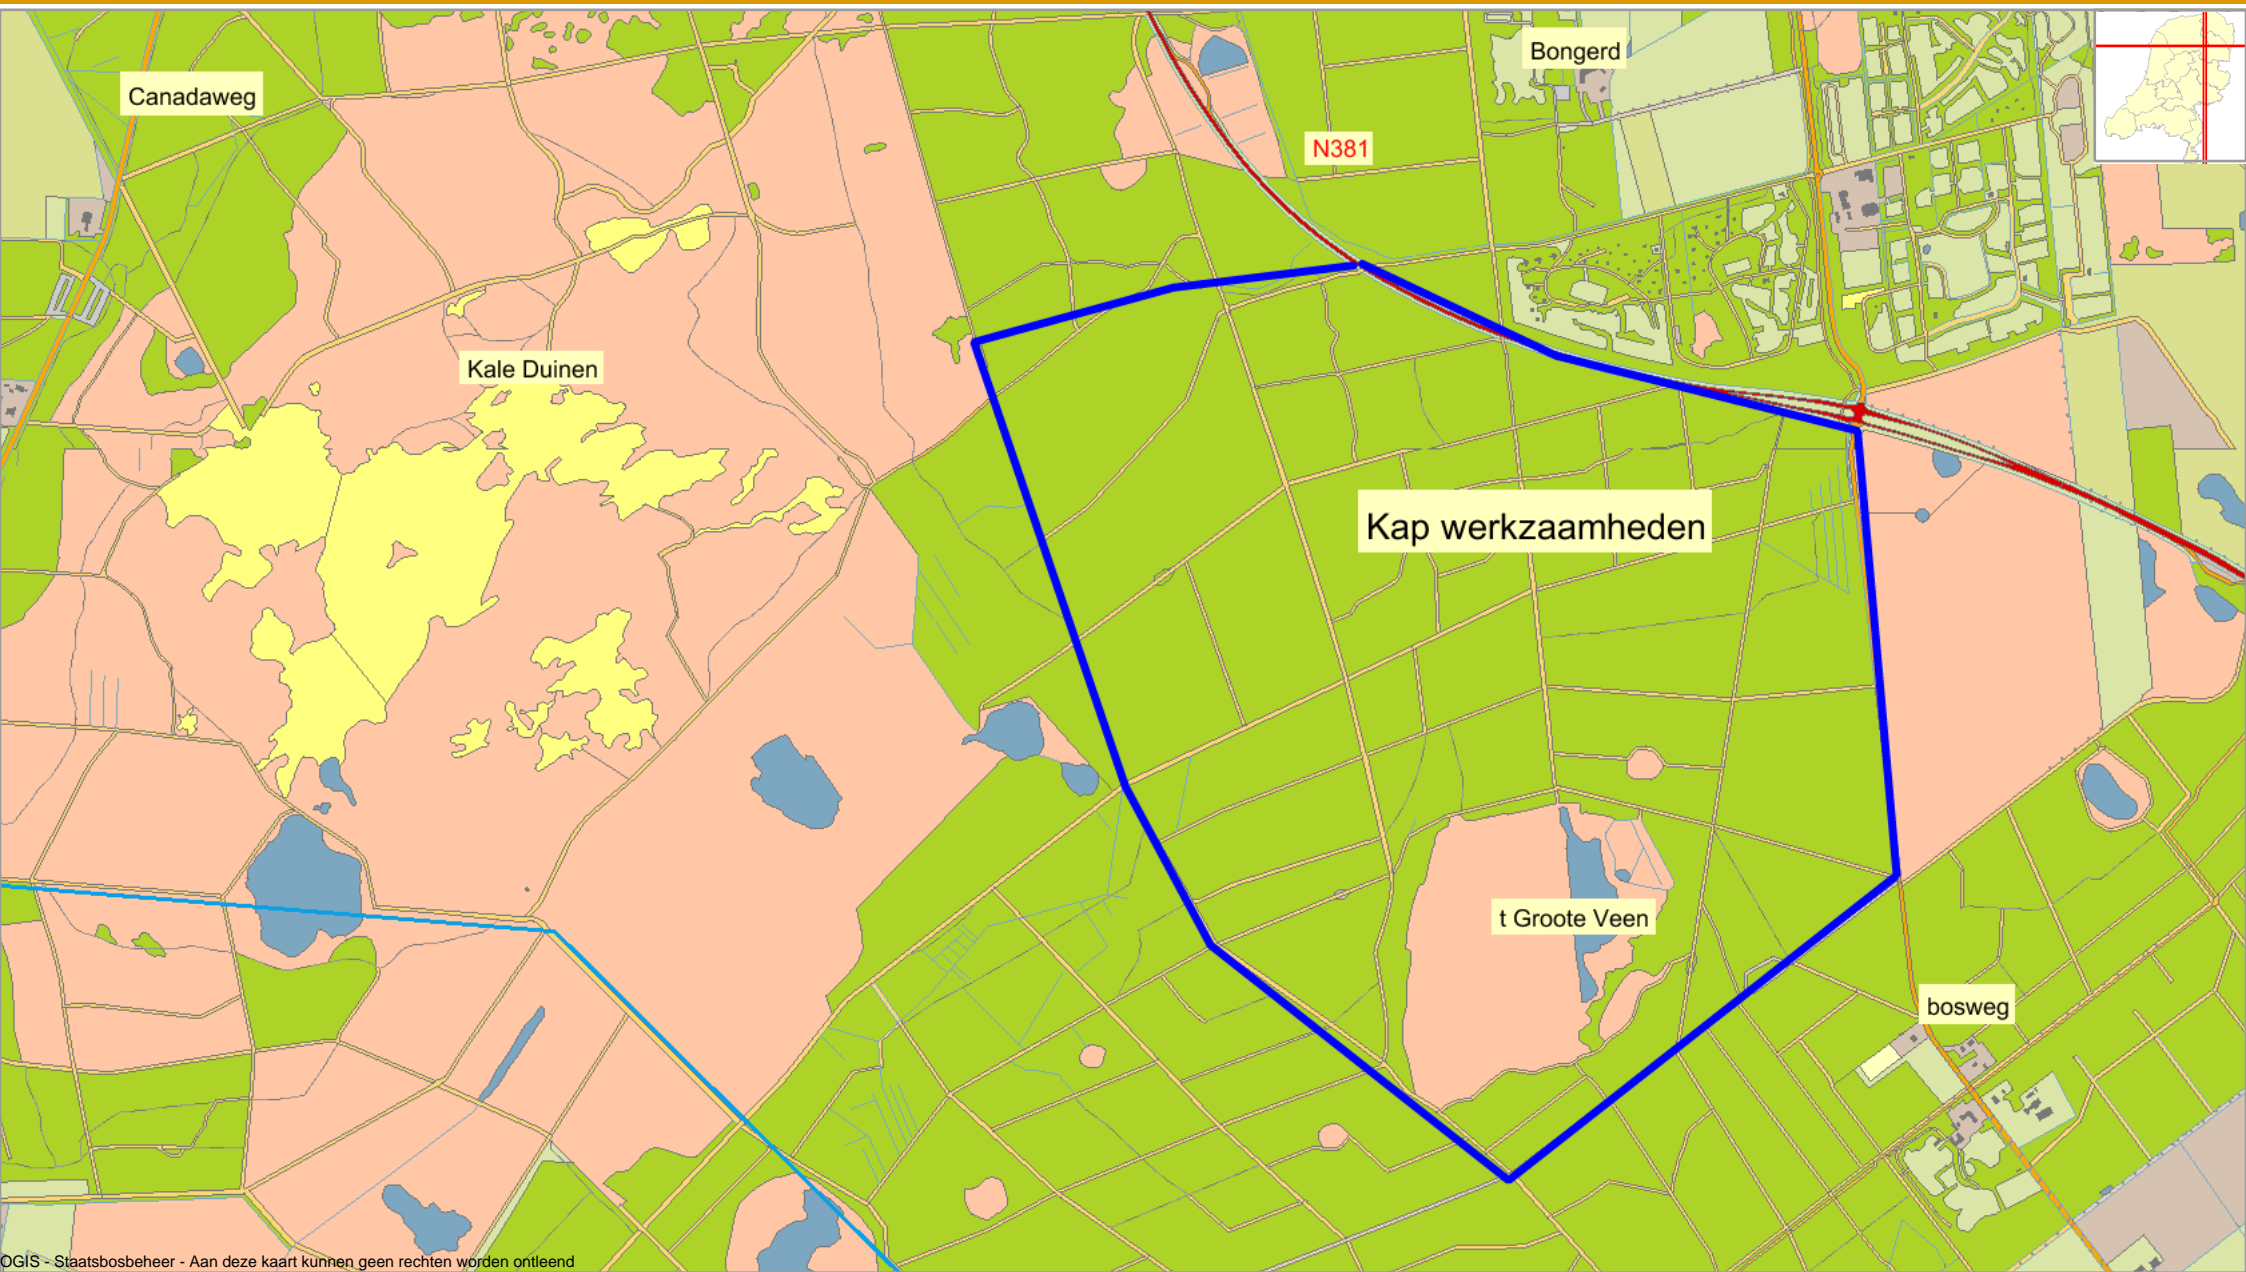 Bongerd
Canadaweg
N381
Kale Duinen
Kap werkzaamheden
t Groote Veen
bosweg
OGIS - Staatsbosbeheer - Aan deze kaart kunnen geen rechten worden ontleend